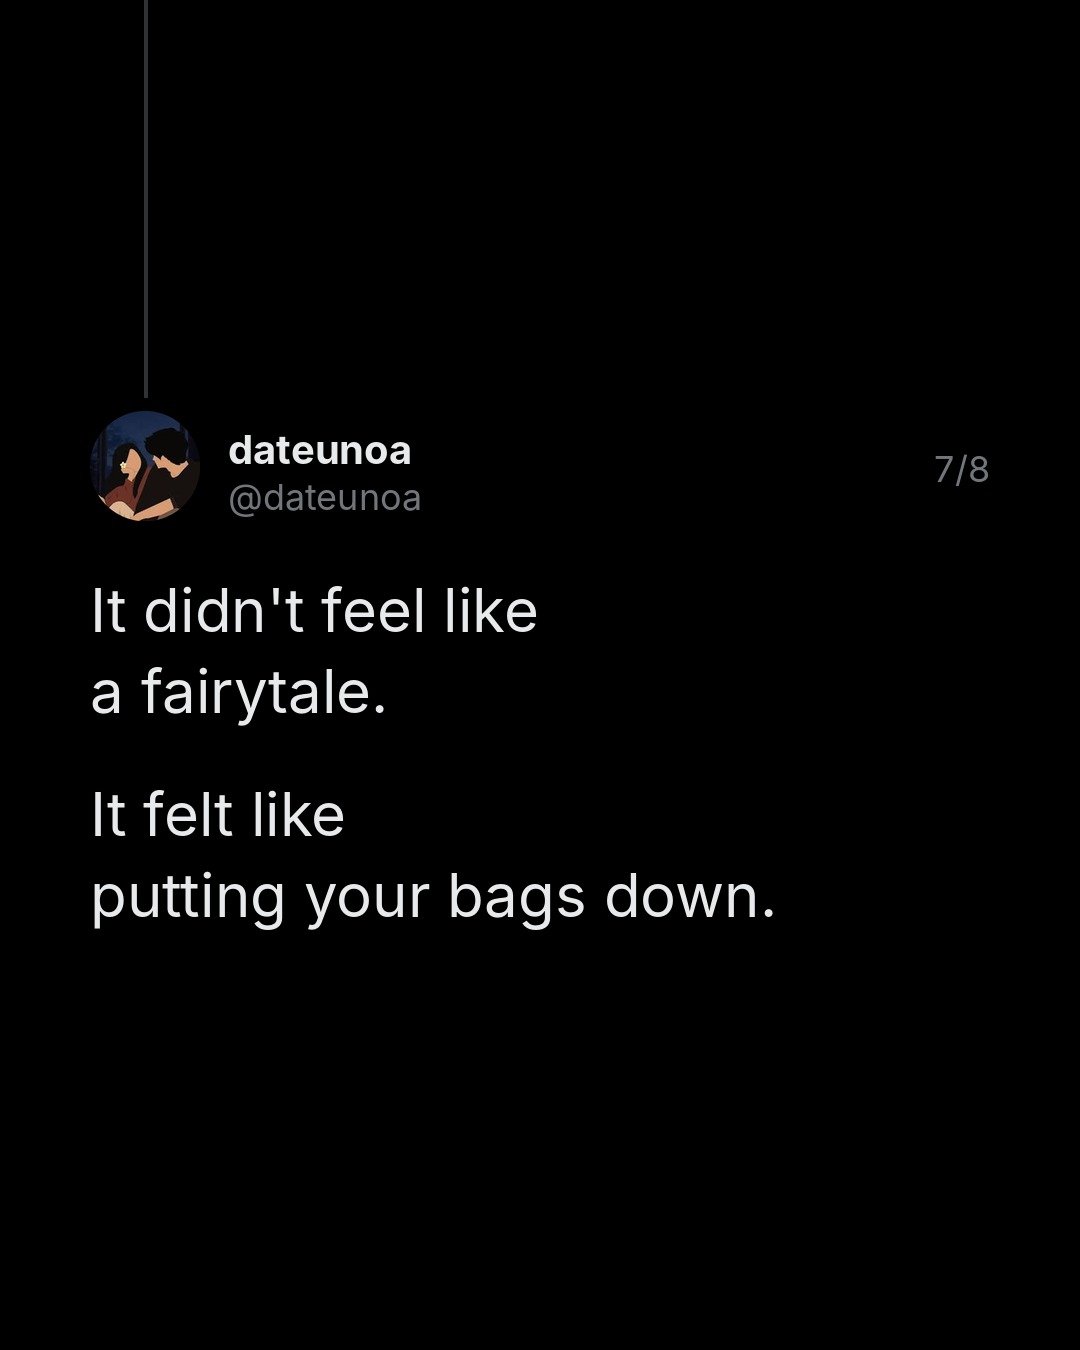 dateunoa
@dateunoa
7/8
It didn't feel like
a fairytale.
It felt like
putting your bags down.